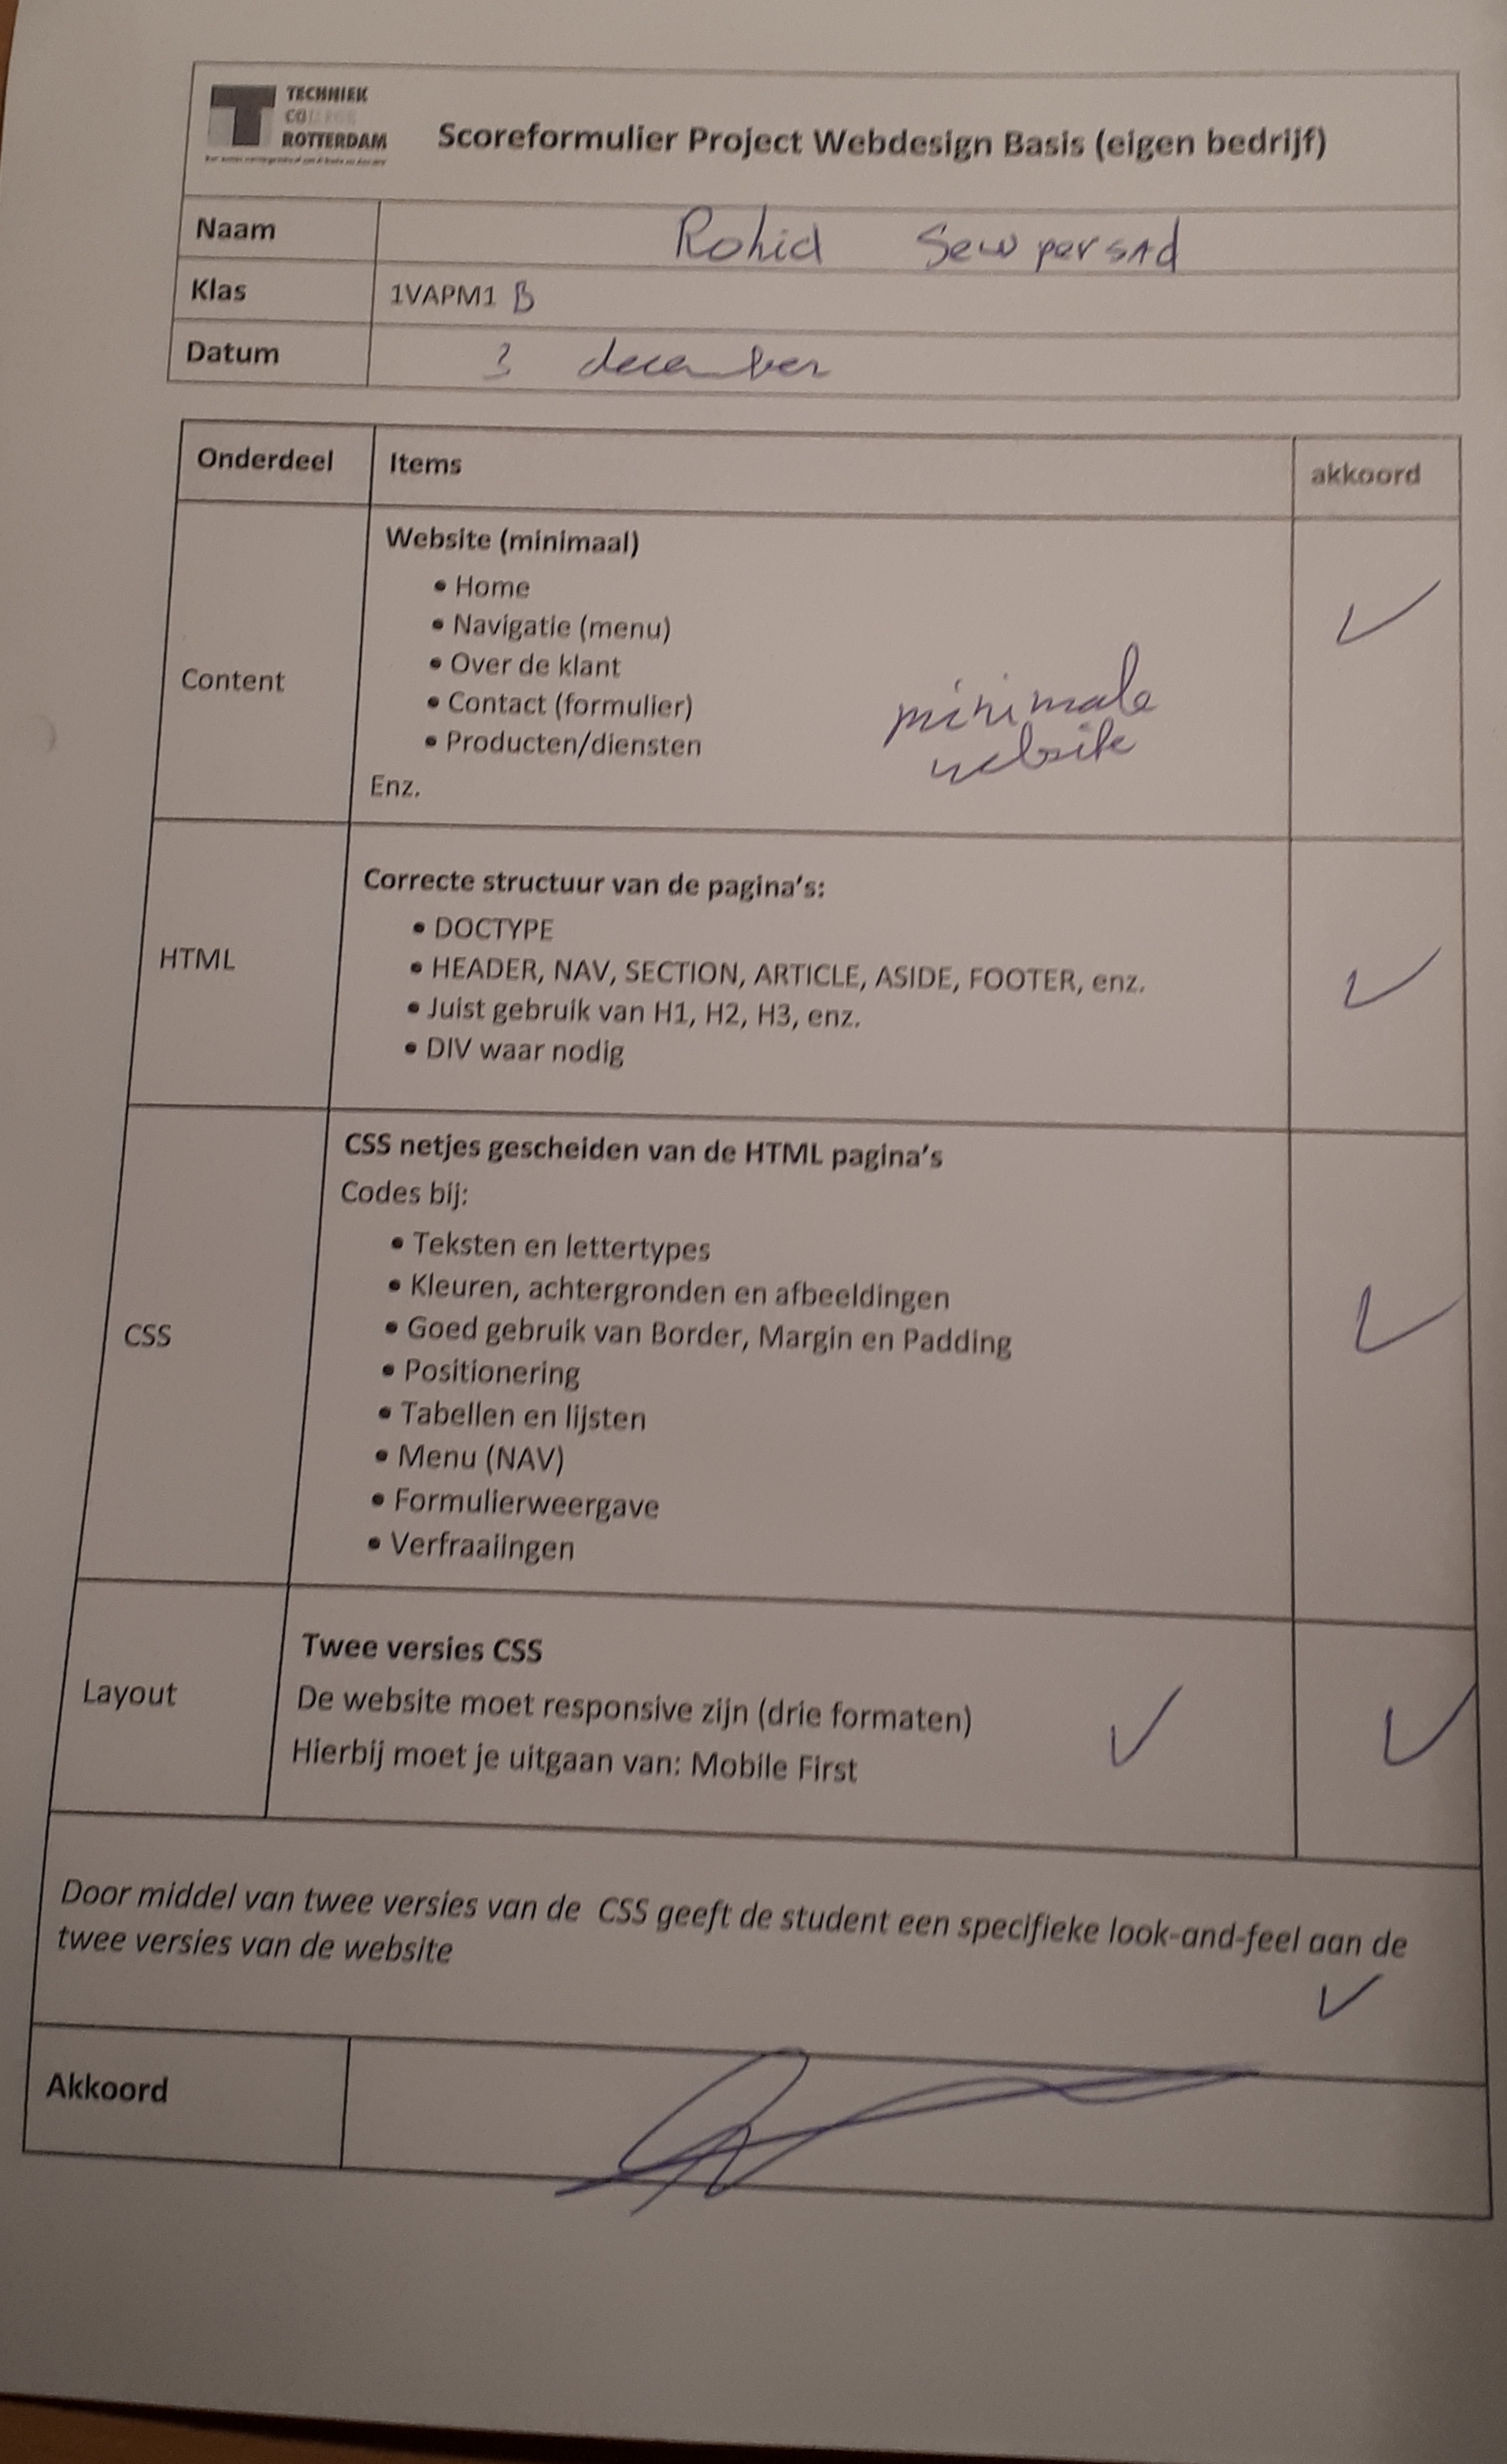 TECHNIEK
COLLEGE
ROTTERDAM
Scoreformulier Project Webdesign Basis (eigen bedrijf)
Naam Rohid Sewpersad
Klas 1VAPM1 B
Datum 3 december
Onderdeel Items akkoord
Website (minimaal)
• Home
• Navigatie (menu)
• Over de klant
Content
• Contact (formulier)
• Producten/diensten
minimale
website
Enz.
Correcte structuur van de pagina's:
• DOCTYPE
HTML
• HEADER, NAV, SECTION, ARTICLE, ASIDE, FOOTER, enz.
• Juist gebruik van H1, H2, H3, enz.
• DIV waar nodig
CSS netjes gescheiden van de HTML pagina's
Codes bij:
• Teksten en lettertypes
• Kleuren, achtergronden en afbeeldingen
CSS
• Goed gebruik van Border, Margin en Padding
• Positionering
• Tabellen en lijsten
• Menu (NAV)
• Formulierweergave
• Verfraaiingen
Twee versies CSS
Layout
De website moet responsive zijn (drie formaten)
Hierbij moet je uitgaan van: Mobile First
Door middel van twee versies van de CSS geeft de student een specifieke look-and-feel aan de
twee versies van de website
Akkoord